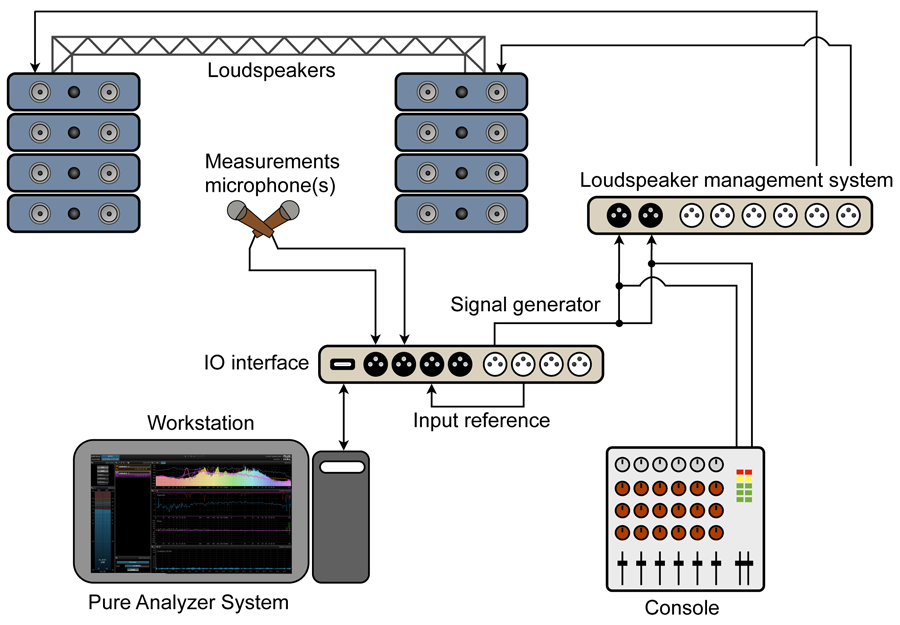 Loudspeakers
Measurements
microphone(s)
Loudspeaker management system
Signal generator
IO interface
Input reference
Workstation
Pure Analyzer System
Console